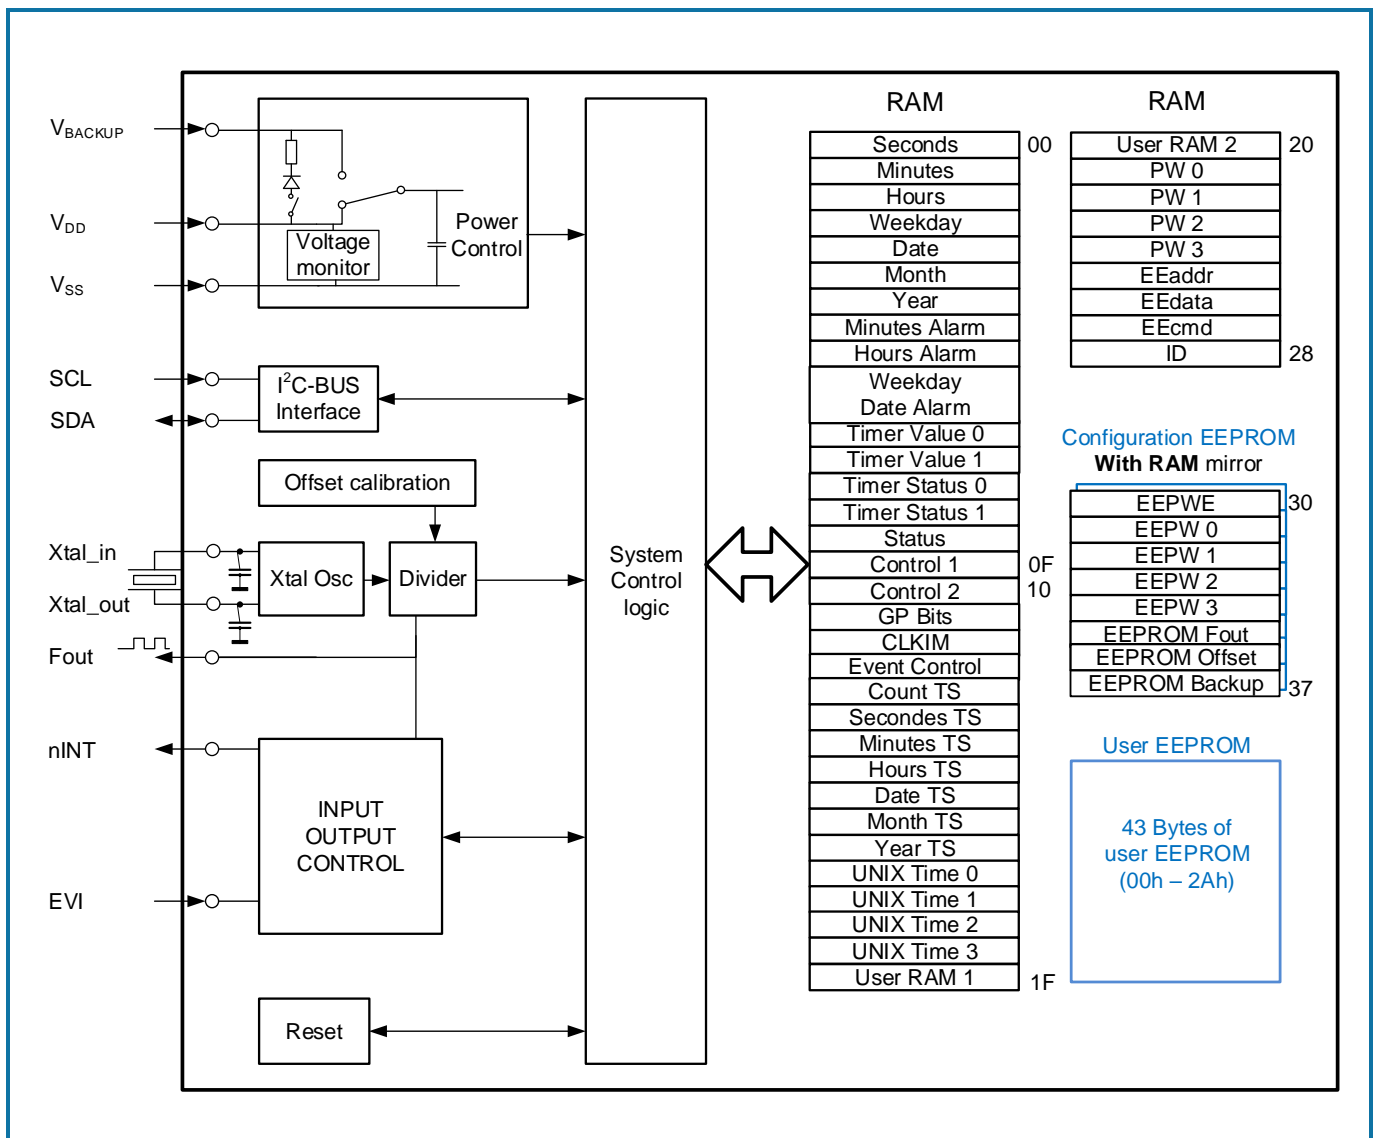 V_BACKUP
V_DD
V_SS
Voltage
monitor
Power
Control
SCL
SDA
I²C-BUS
Interface
Offset calibration
Xtal_in
Xtal_out
Xtal Osc
Divider
Fout
nINT
EVI
INPUT
OUTPUT
CONTROL
Reset
System
Control
logic
RAM
Seconds 00
Minutes
Hours
Weekday
Date
Month
Year
Minutes Alarm
Hours Alarm
Weekday
Date Alarm
Timer Value 0
Timer Value 1
Timer Status 0
Timer Status 1
Status
Control 1 0F
Control 2 10
GP Bits
CLKIM
Event Control
Count TS
Secondes TS
Minutes TS
Hours TS
Date TS
Month TS
Year TS
UNIX Time 0
UNIX Time 1
UNIX Time 2
UNIX Time 3
User RAM 1 1F
RAM
User RAM 2 20
PW 0
PW 1
PW 2
PW 3
EEaddr
EEdata
EEcmd
ID 28
Configuration EEPROM
With RAM mirror
EEPWE 30
EEPW 0
EEPW 1
EEPW 2
EEPW 3
EEPROM Fout
EEPROM Offset
EEPROM Backup 37
User EEPROM
43 Bytes of
user EEPROM
(00h – 2Ah)